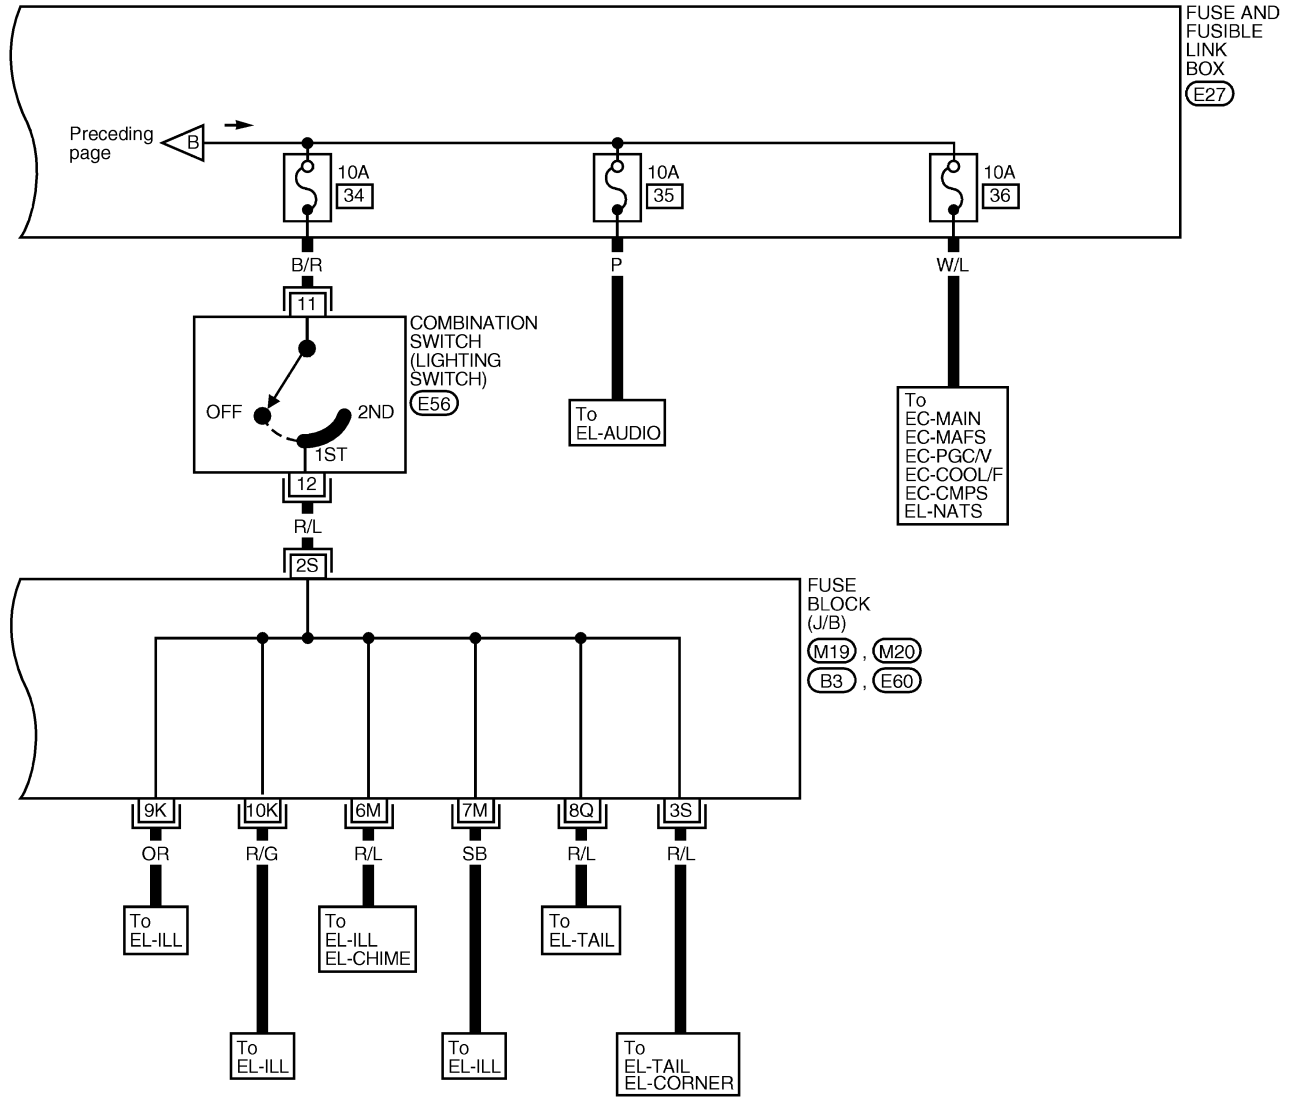 FUSE AND
FUSIBLE
LINK
BOX
E27
Preceding
page
B
10A
34
10A
35
10A
36
B/R
P
W/L
11
COMBINATION
SWITCH
(LIGHTING
SWITCH)
E56
OFF
2ND
1ST
12
To
EL-AUDIO
To
EC-MAIN
EC-MAFS
EC-PGC/V
EC-COOL/F
EC-CMPS
EL-NATS
R/L
2S
FUSE
BLOCK
(J/B)
M19 , M20
B3 , E60
9K
10K
6M
7M
8Q
3S
OR
R/G
R/L
SB
R/L
R/L
To
EL-ILL
To
EL-ILL
EL-CHIME
To
EL-TAIL
To
EL-ILL
To
EL-ILL
To
EL-TAIL
EL-CORNER